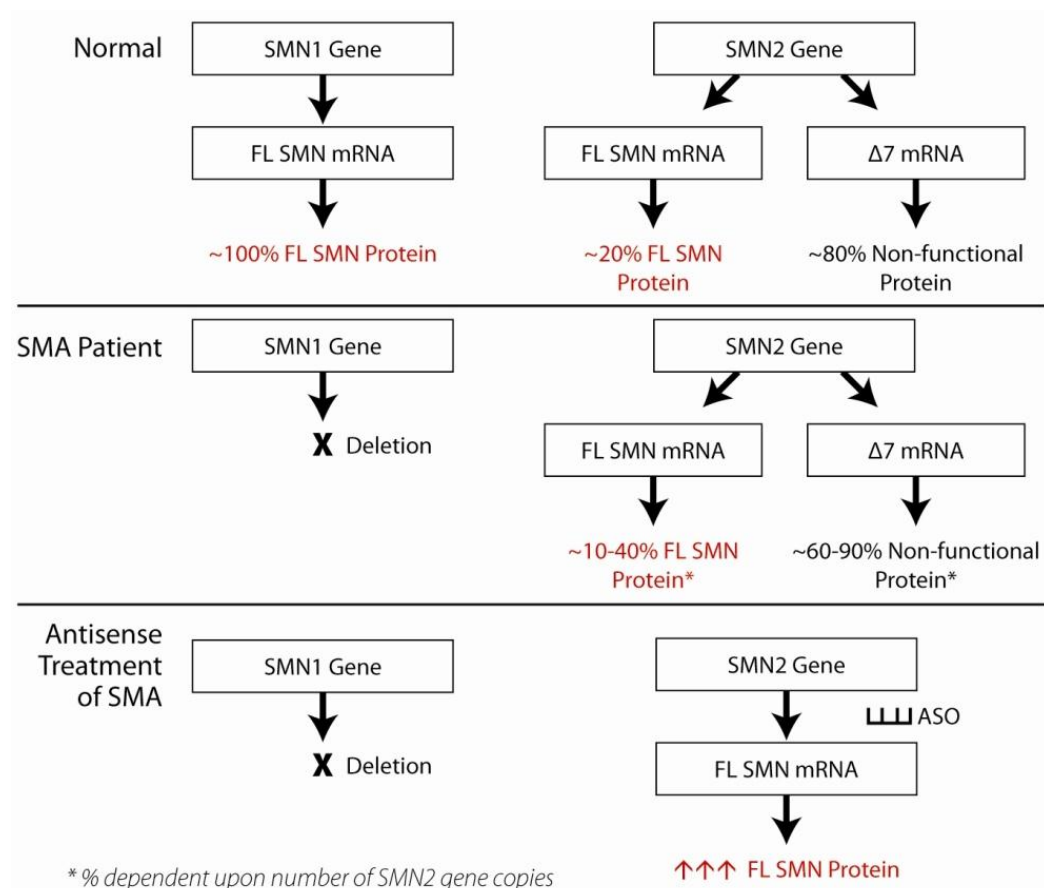 Normal
SMN1 Gene
SMN2 Gene
FL SMN mRNA
FL SMN mRNA
Δ7 mRNA
~100% FL SMN Protein
~20% FL SMN
Protein
~80% Non-functional
Protein
SMA Patient
SMN1 Gene
SMN2 Gene
X Deletion
FL SMN mRNA
Δ7 mRNA
~10-40% FL SMN
Protein*
~60-90% Non-functional
Protein*
Antisense
Treatment
of SMA
SMN1 Gene
SMN2 Gene
ASO
X Deletion
FL SMN mRNA
↑↑↑ FL SMN Protein
* % dependent upon number of SMN2 gene copies